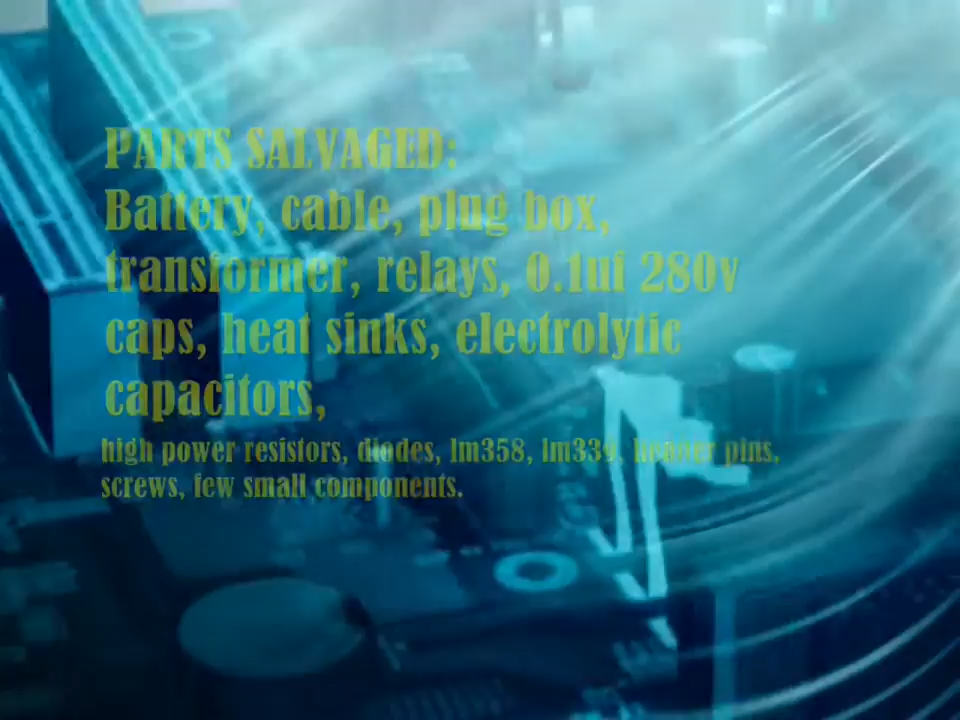 PARTS SALVAGED:
Battery, cable, plug box,
transformer, relays, 0.1uf 280v
caps, heat sinks, electrolytic
capacitors,
high power resistors, diodes, lm358, lm339, header pins,
screws, few small components.